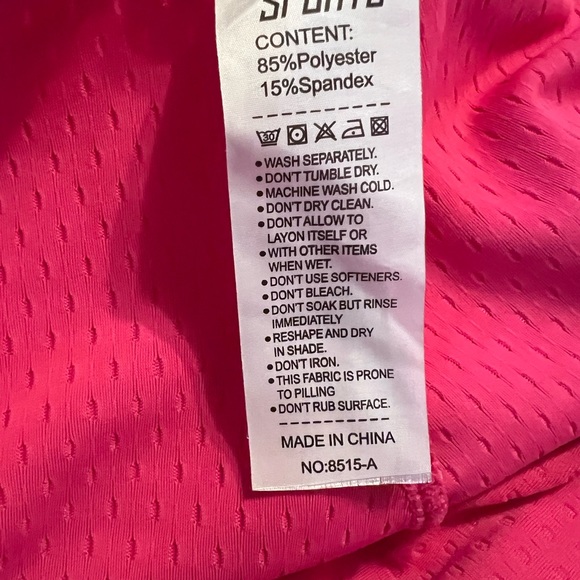 SPORTS
CONTENT:
85%Polyester
15%Spandex
30
•WASH SEPARATELY.
•DON'T TUMBLE DRY.
•MACHINE WASH COLD.
•DON'T DRY CLEAN.
•DON'T ALLOW TO
LAYON ITSELF OR
•WITH OTHER ITEMS
WHEN WET.
•DON'T USE SOFTENERS.
•DON'T BLEACH.
•DON'T SOAK BUT RINSE
IMMEDIATELY
•RESHAPE AND DRY
IN SHADE.
•DON'T IRON.
•THIS FABRIC IS PRONE
TO PILLING
•DON'T RUB SURFACE.
MADE IN CHINA
NO:8515-A